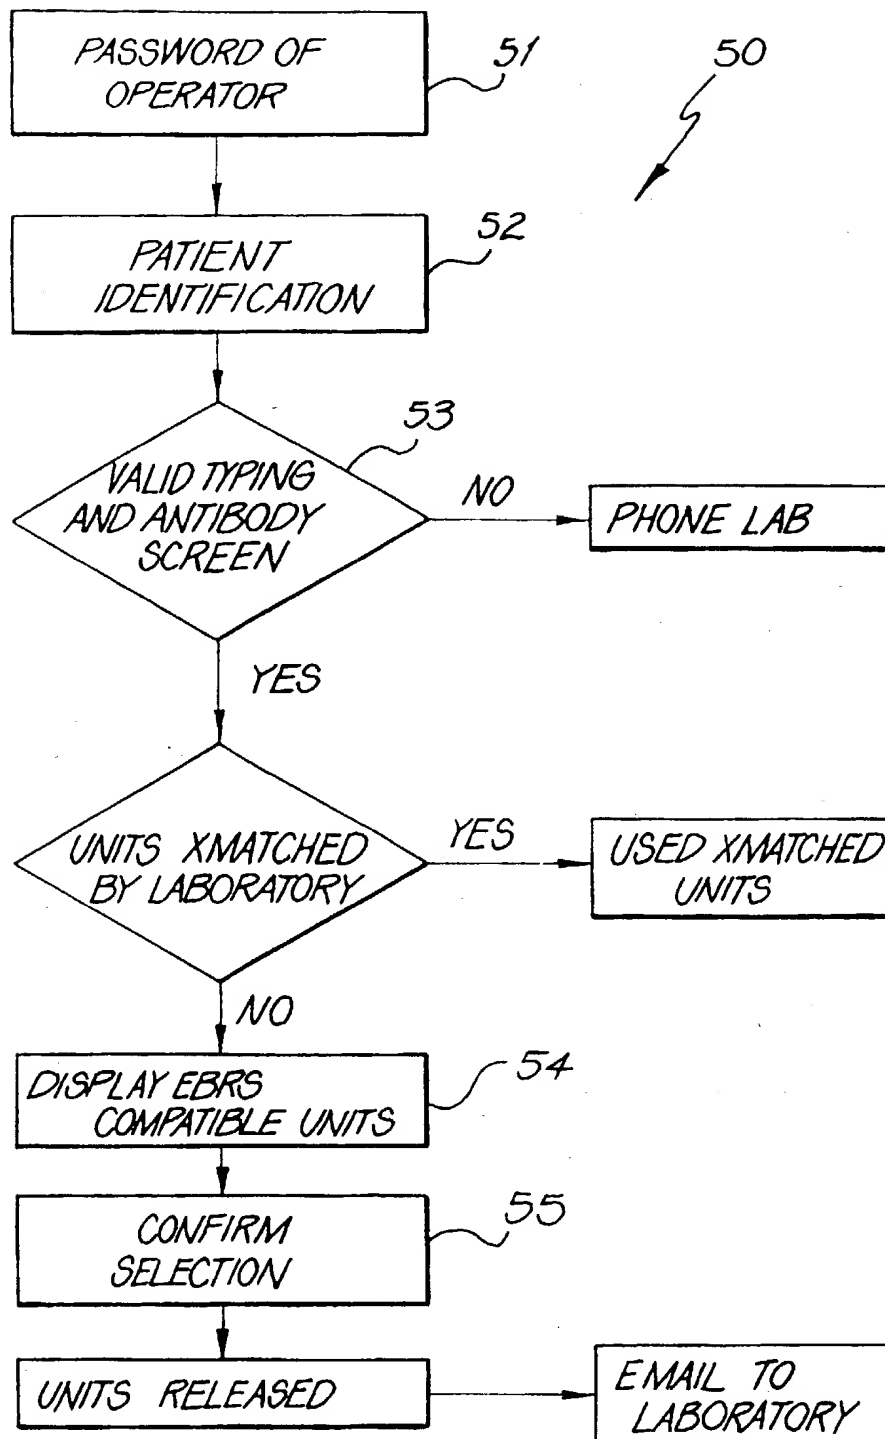 PASSWORD OF
OPERATOR
51
50
PATIENT
IDENTIFICATION
52
53
VALID TYPING
AND ANTIBODY
SCREEN
NO
PHONE LAB
YES
UNITS XMATCHED
BY LABORATORY
YES
USED XMATCHED
UNITS
NO
DISPLAY EBRS
COMPATIBLE UNITS
54
CONFIRM
SELECTION
55
UNITS RELEASED
EMAIL TO
LABORATORY